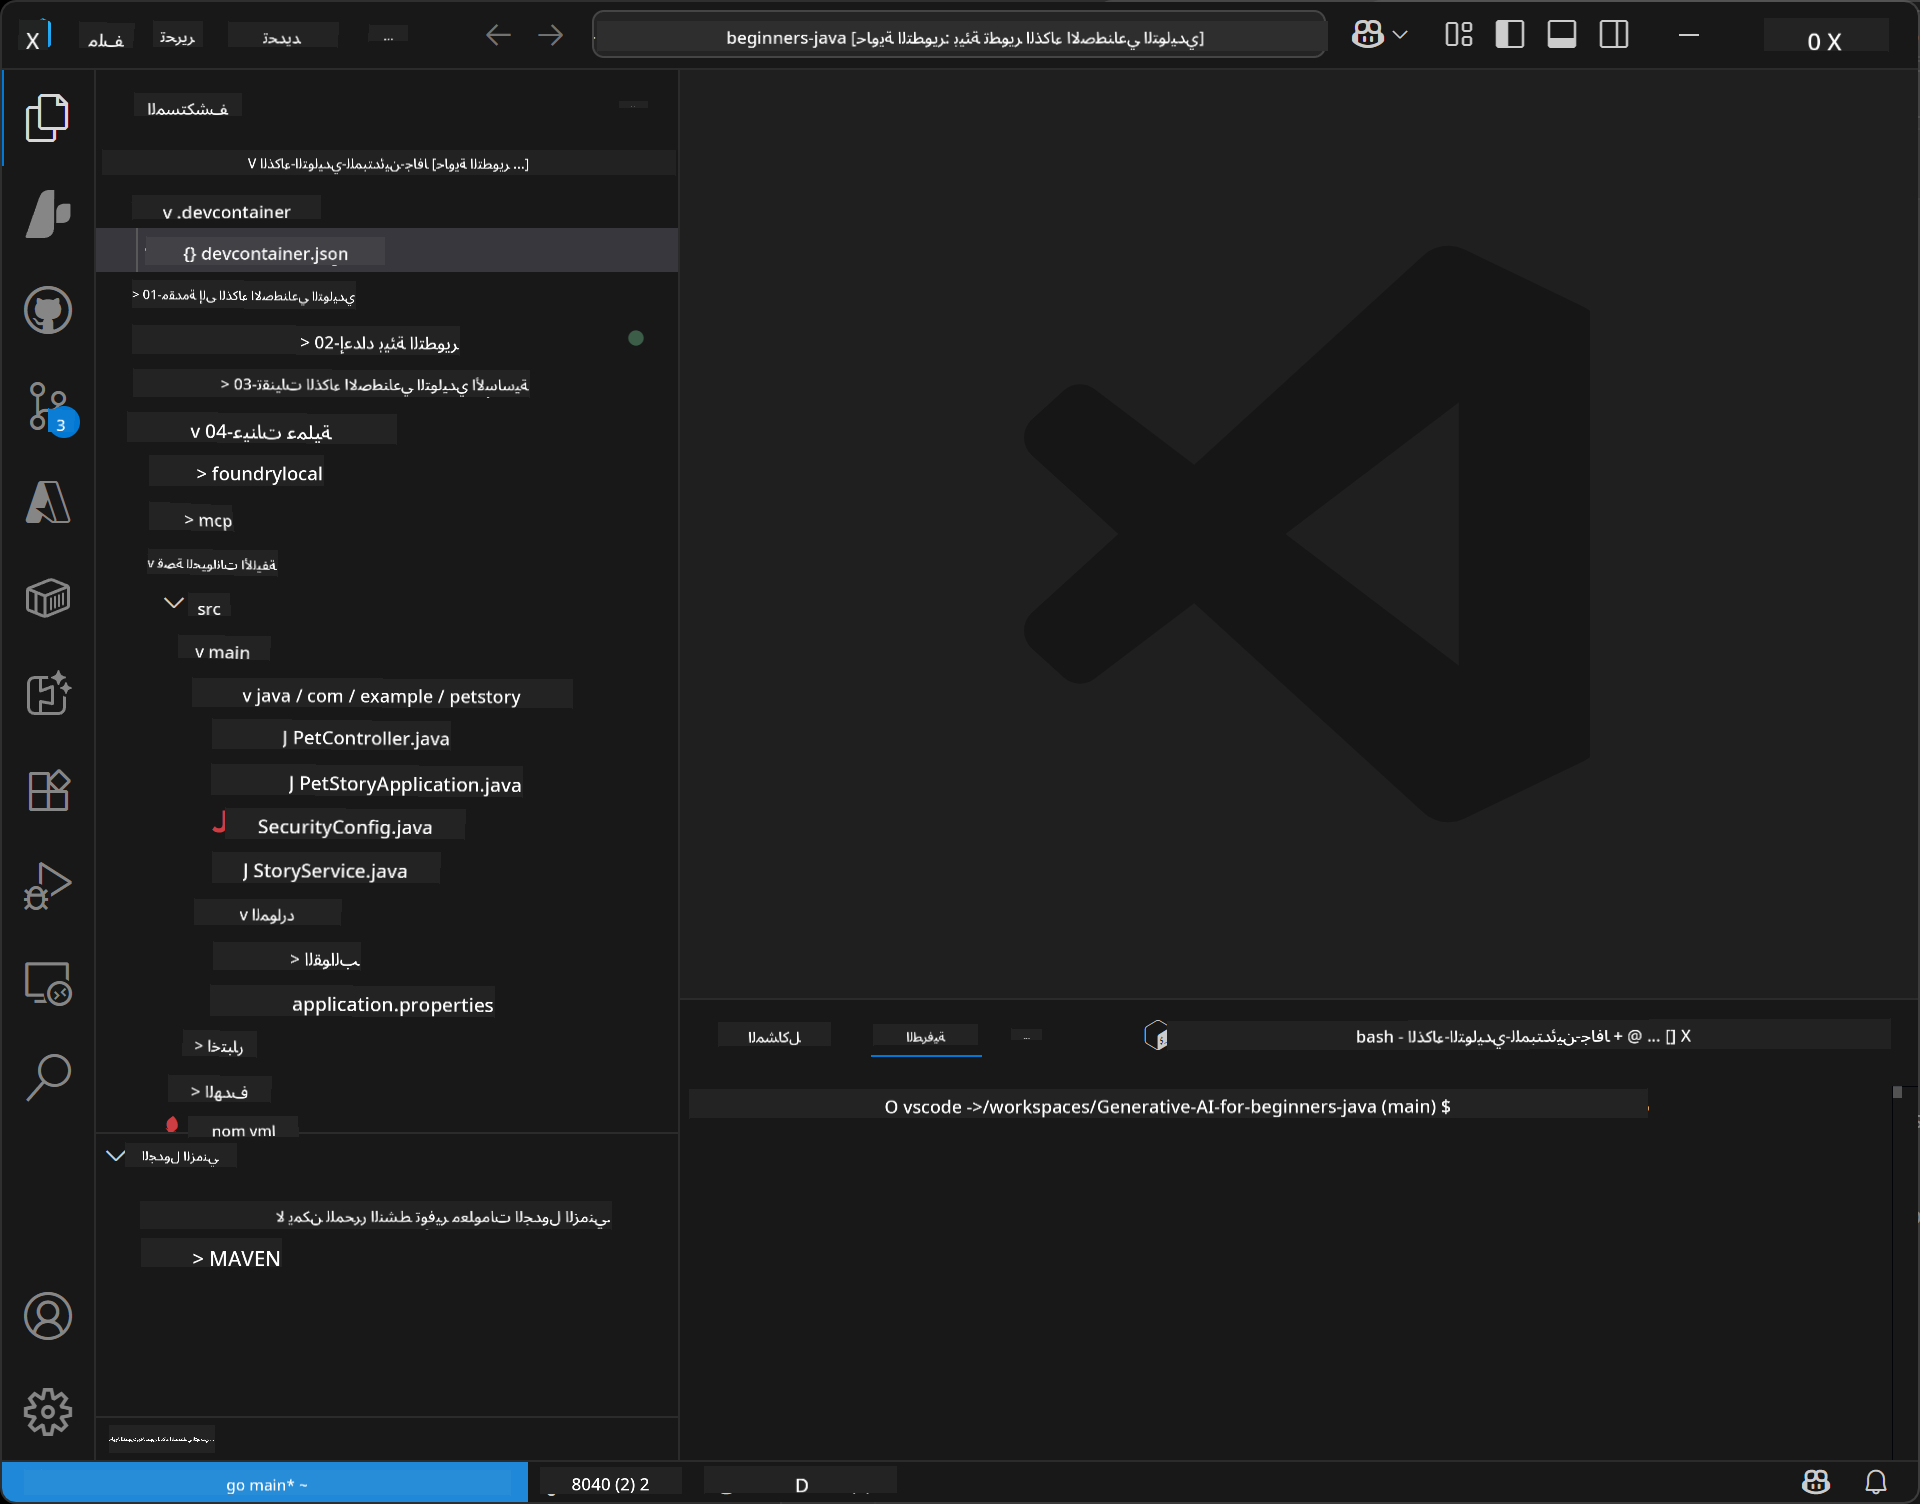 X ملف تحرير تحديد ...
beginners-java [حاوية التطوير: بيئة تطوير الذكاء الاصطناعي التوليدي]
0 X
المستكشف
V الذكاء-التوليدي-للمبتدئين-جافا [حاوية التطوير ...]
v .devcontainer
{} devcontainer.json
> 01-مقدمة إلى الذكاء الاصطناعي التوليدي
> 02-إعداد بيئة التطوير
> 03-تقنيات الذكاء الاصطناعي التوليدي الأساسية
v 04-عينات عملية
> foundrylocal
> mcp
v قصة الحيوانات الأليفة
src
v main
v java / com / example / petstory
J PetController.java
J PetStoryApplication.java
SecurityConfig.java
J StoryService.java
v الموارد
> القوالب
application.properties
> اختبار
> الهدف
الجدول الزمني
لا يمكن للمحرر النشط توفير معلومات الجدول الزمني.
> MAVEN
المشاكل الطرفية ...
bash - الذكاء-التوليدي-للمبتدئين-جافا + @ ... [] X
O vscode ->/workspaces/Generative-AI-for-beginners-java (main) $
3
go main* ~
8040 (2) 2
D